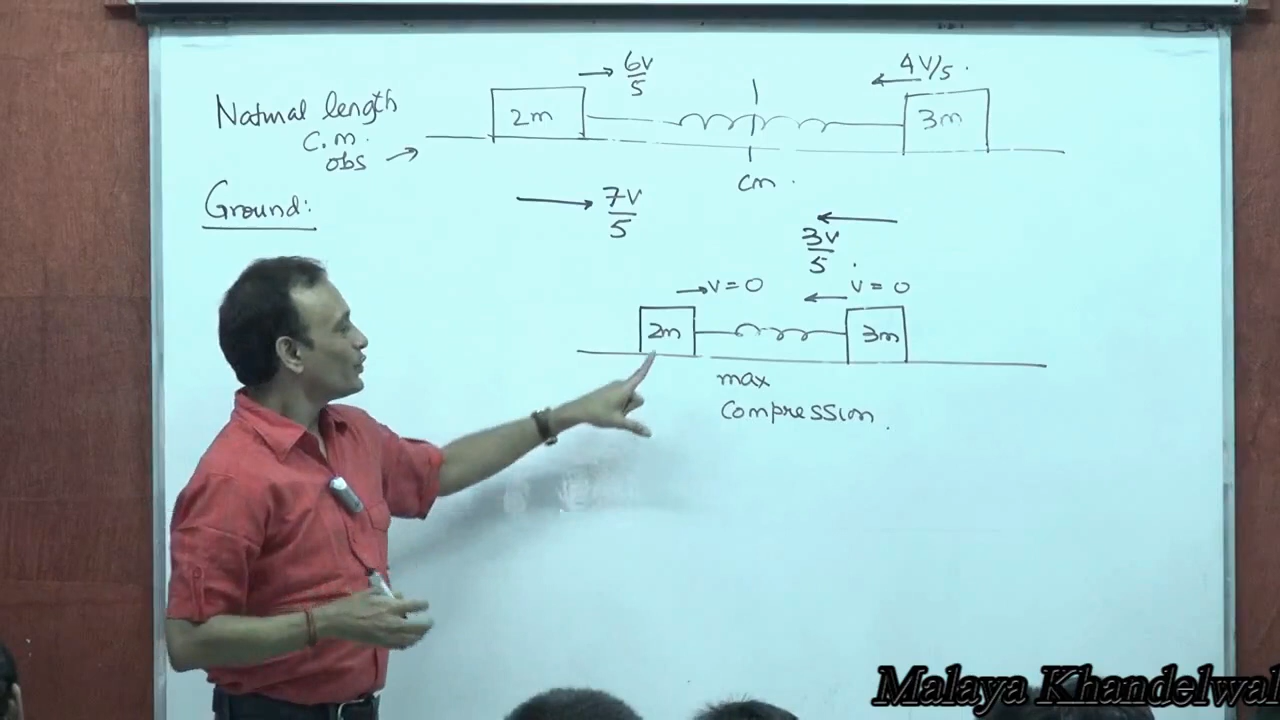 Natural length
C.m.
obs
2m
6v/5
4v/5.
3m
cm.
Ground:
7v/5
3v/5.
v=0
v = 0
2m
3m
max
compression.
Malaya Khandelwal